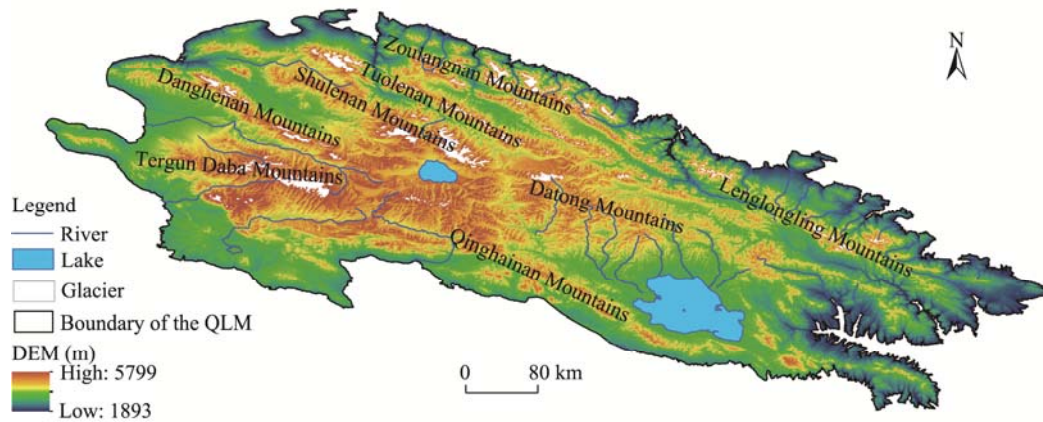 N
Zoulangnan Mountains
Tuolenan Mountains
Shulenan Mountains
Danghenan Mountains
Tergun Daba Mountains
Lenglongling Mountains
Datong Mountains
Qinghainan Mountains
Legend
River
Lake
Glacier
Boundary of the QLM
DEM (m)
High: 5799
Low: 1893
0 80 km